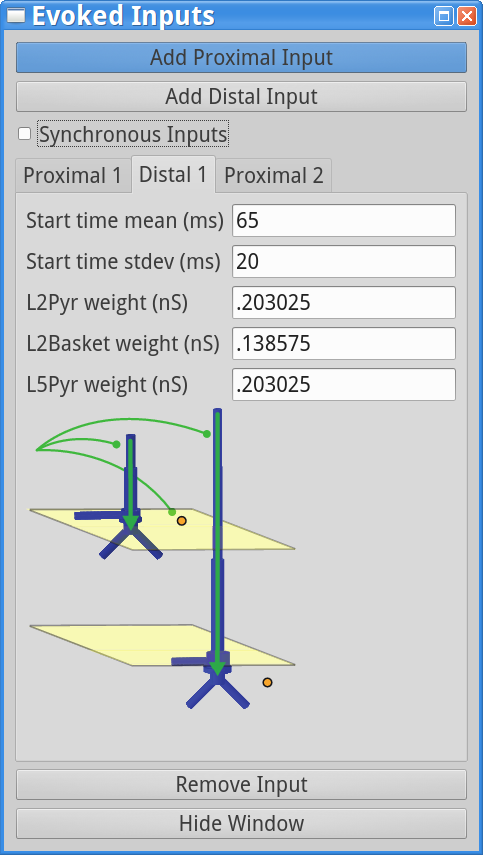 Evoked Inputs
Add Proximal Input
Add Distal Input
Synchronous Inputs
Proximal 1 Distal 1 Proximal 2
Start time mean (ms) 65
Start time stdev (ms) 20
L2Pyr weight (nS) .203025
L2Basket weight (nS) .138575
L5Pyr weight (nS) .203025
Remove Input
Hide Window